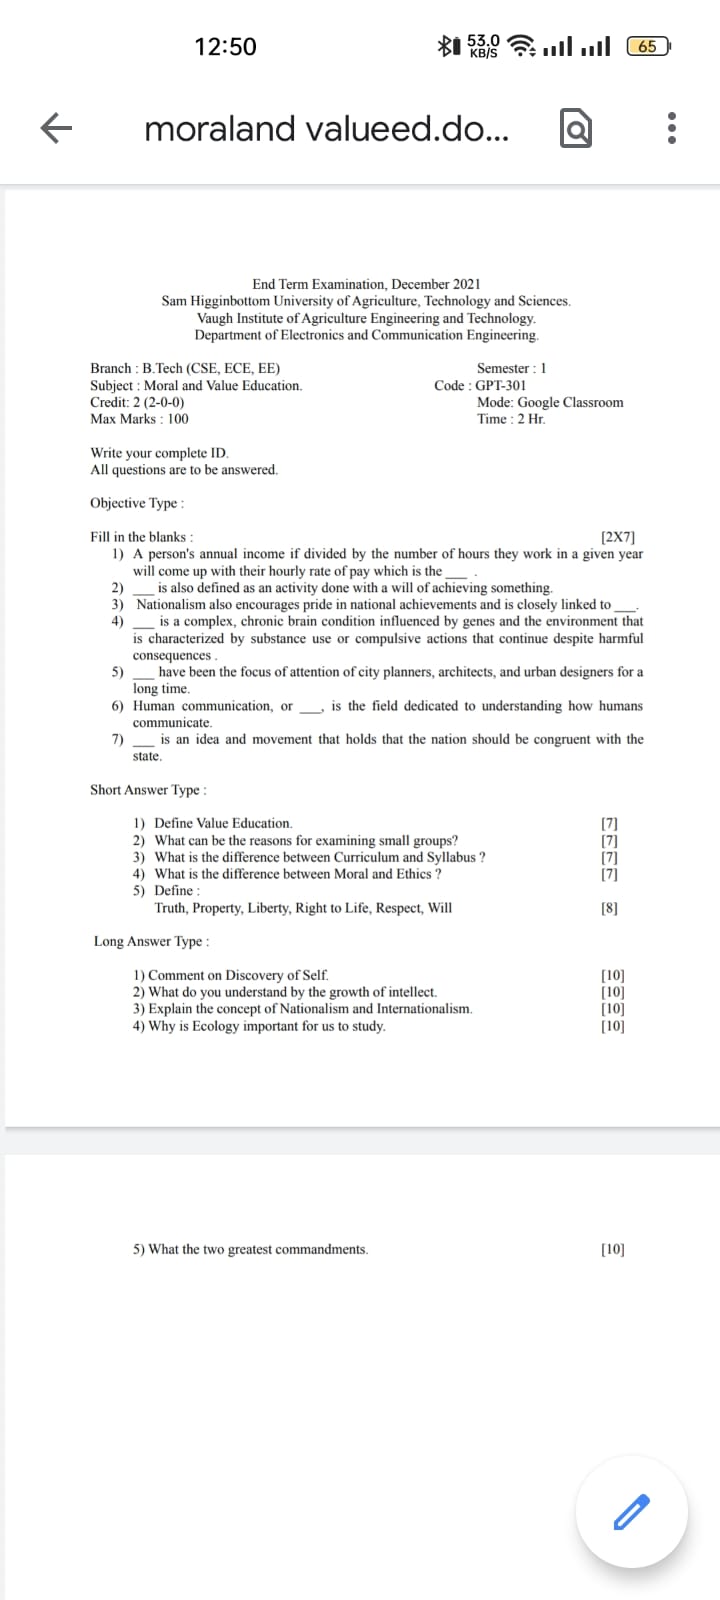 12:50
53.0
KB/S
65
moraland valueed.do...
End Term Examination, December 2021
Sam Higginbottom University of Agriculture, Technology and Sciences.
Vaugh Institute of Agriculture Engineering and Technology.
Department of Electronics and Communication Engineering.
Branch : B.Tech (CSE, ECE, EE) Semester : 1
Subject : Moral and Value Education. Code : GPT-301
Credit: 2 (2-0-0) Mode: Google Classroom
Max Marks : 100 Time : 2 Hr.
Write your complete ID.
All questions are to be answered.
Objective Type :
Fill in the blanks : [2X7]
1) A person's annual income if divided by the number of hours they work in a given year
will come up with their hourly rate of pay which is the ___ .
2) ___ is also defined as an activity done with a will of achieving something.
3) Nationalism also encourages pride in national achievements and is closely linked to ___.
4) ___ is a complex, chronic brain condition influenced by genes and the environment that
is characterized by substance use or compulsive actions that continue despite harmful
consequences .
5) ___ have been the focus of attention of city planners, architects, and urban designers for a
long time.
6) Human communication, or ___, is the field dedicated to understanding how humans
communicate.
7) ___ is an idea and movement that holds that the nation should be congruent with the
state.
Short Answer Type :
1) Define Value Education. [7]
2) What can be the reasons for examining small groups? [7]
3) What is the difference between Curriculum and Syllabus ? [7]
4) What is the difference between Moral and Ethics ? [7]
5) Define :
Truth, Property, Liberty, Right to Life, Respect, Will [8]
Long Answer Type :
1) Comment on Discovery of Self. [10]
2) What do you understand by the growth of intellect. [10]
3) Explain the concept of Nationalism and Internationalism. [10]
4) Why is Ecology important for us to study. [10]
5) What the two greatest commandments. [10]